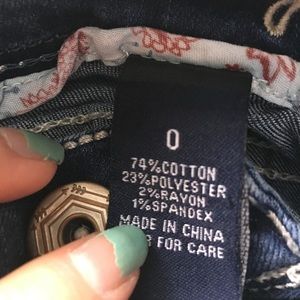 0
74%COTTON
23%POLYESTER
2%RAYON
1%SPANDEX
MADE IN CHINA
FOR CARE